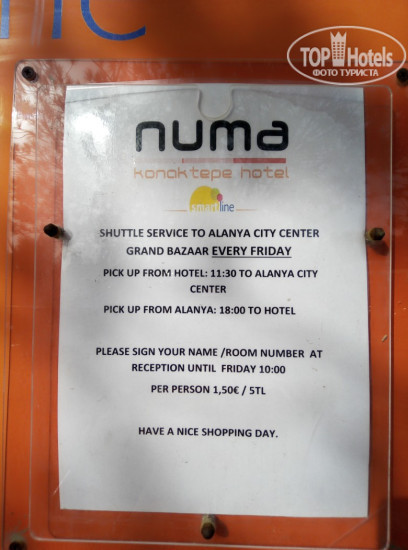 TOP Hotels
ФОТО ТУРИСТА
numa
konaktepe hotel
smartline
SHUTTLE SERVICE TO ALANYA CITY CENTER
GRAND BAZAAR EVERY FRIDAY
PICK UP FROM HOTEL: 11:30 TO ALANYA CITY
CENTER
PICK UP FROM ALANYA: 18:00 TO HOTEL
PLEASE SIGN YOUR NAME /ROOM NUMBER AT
RECEPTION UNTIL FRIDAY 10:00
PER PERSON 1,50€ / 5TL
HAVE A NICE SHOPPING DAY.